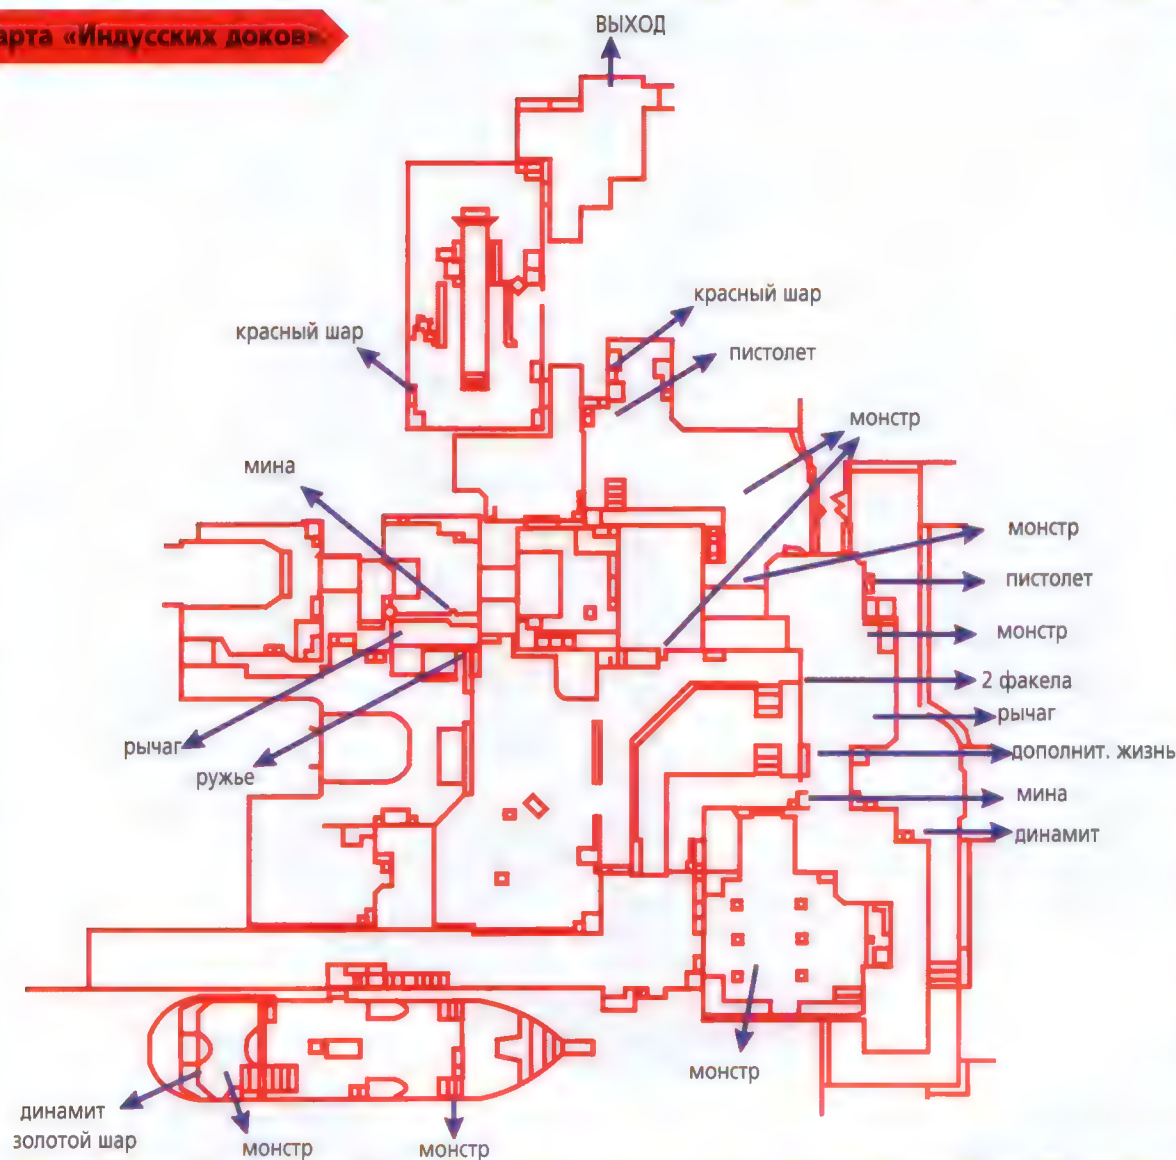 арта «Индусских доков»
ВЫХОД
красный шар
красный шар
пистолет
монстр
мина
монстр
пистолет
монстр
2 факела
рычаг
рычаг
дополнит. жизнь
ружье
мина
динамит
монстр
динамит
золотой шар
монстр
монстр